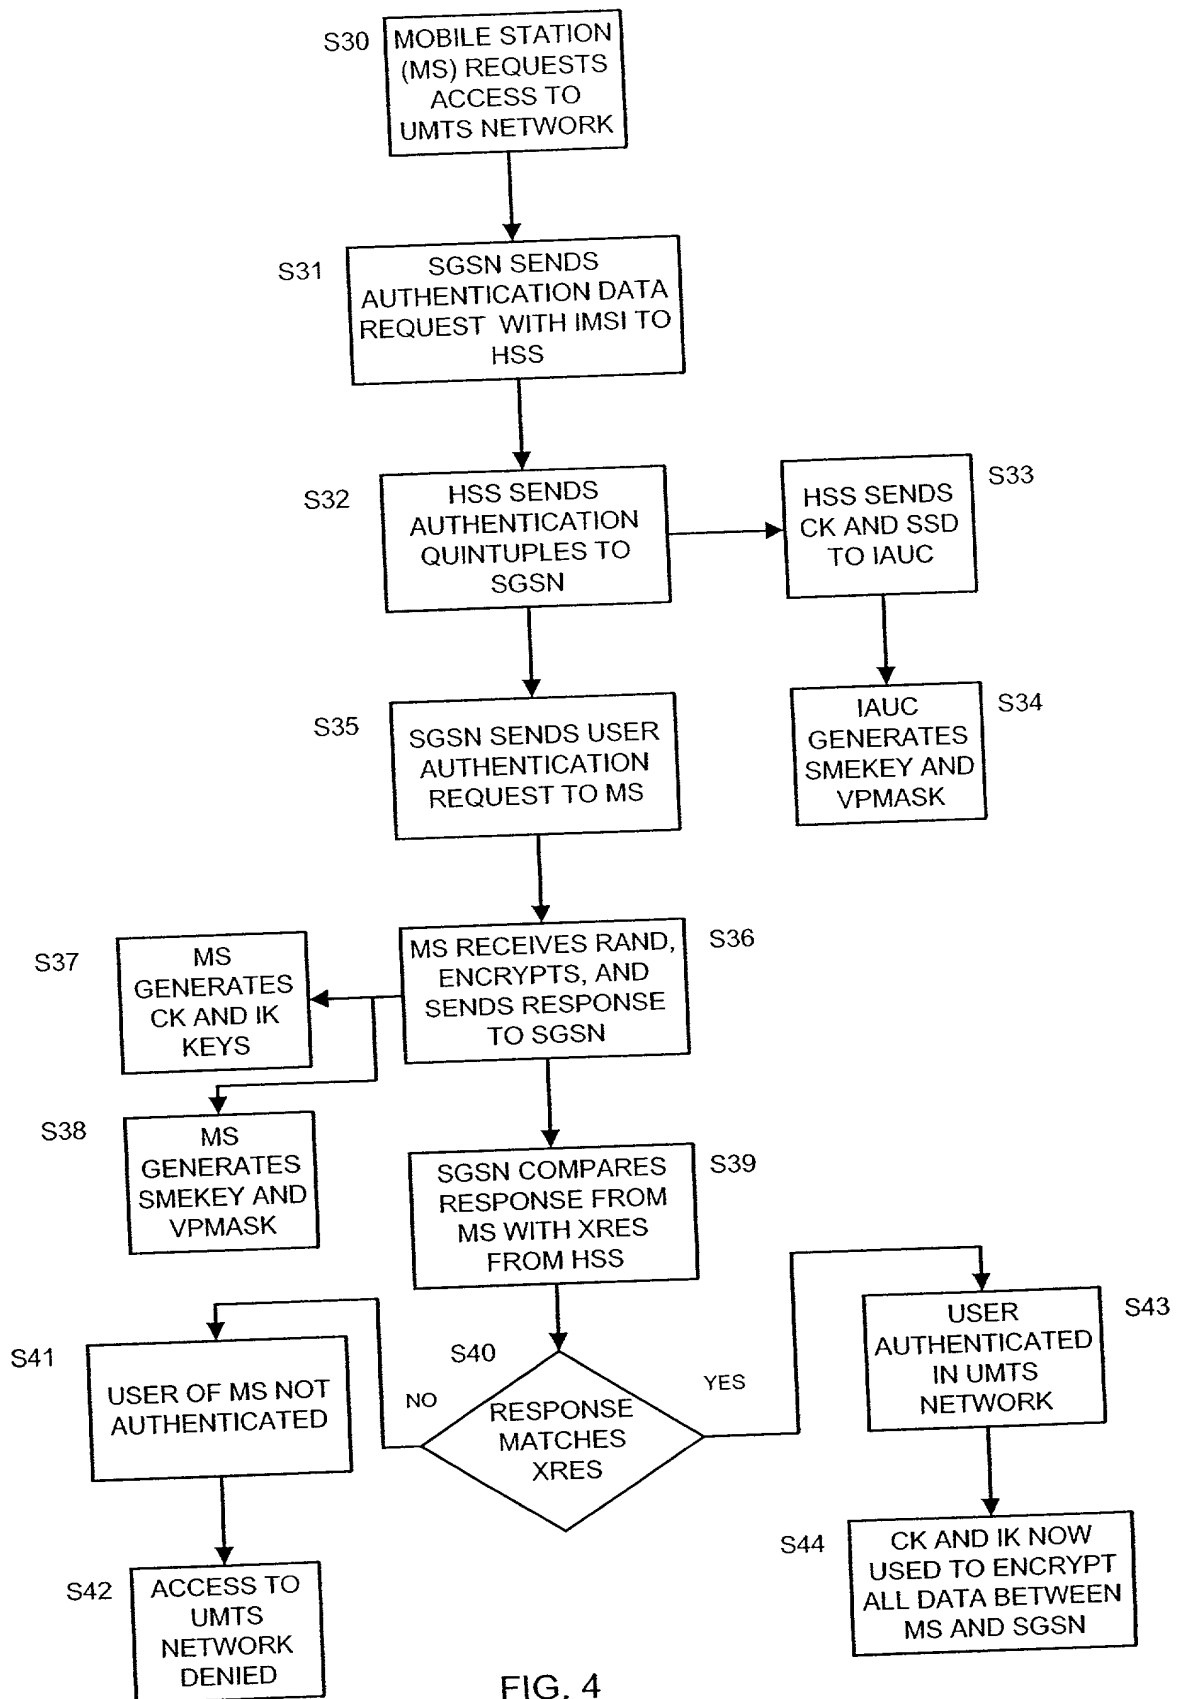 S30
MOBILE STATION
(MS) REQUESTS
ACCESS TO
UMTS NETWORK
S31
SGSN SENDS
AUTHENTICATION DATA
REQUEST WITH IMSI TO
HSS
S32
HSS SENDS
AUTHENTICATION
QUINTUPLES TO
SGSN
S33
HSS SENDS
CK AND SSD
TO IAUC
S34
IAUC
GENERATES
SMEKEY AND
VPMASK
S35
SGSN SENDS USER
AUTHENTICATION
REQUEST TO MS
S36
MS RECEIVES RAND,
ENCRYPTS, AND
SENDS RESPONSE
TO SGSN
S37
MS
GENERATES
CK AND IK
KEYS
S38
MS
GENERATES
SMEKEY AND
VPMASK
S39
SGSN COMPARES
RESPONSE FROM
MS WITH XRES
FROM HSS
S40
RESPONSE
MATCHES
XRES
NO
YES
S41
USER OF MS NOT
AUTHENTICATED
S42
ACCESS TO
UMTS
NETWORK
DENIED
S43
USER
AUTHENTICATED
IN UMTS
NETWORK
S44
CK AND IK NOW
USED TO ENCRYPT
ALL DATA BETWEEN
MS AND SGSN
FIG. 4